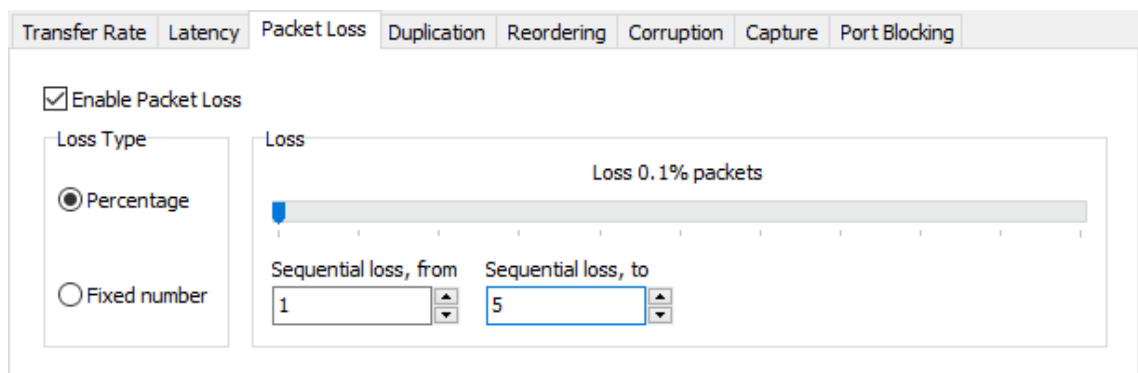 Transfer Rate Latency Packet Loss Duplication Reordering Corruption Capture Port Blocking
Enable Packet Loss
Loss Type
Percentage
Fixed number
Loss
Loss 0.1% packets
Sequential loss, from Sequential loss, to
1 5